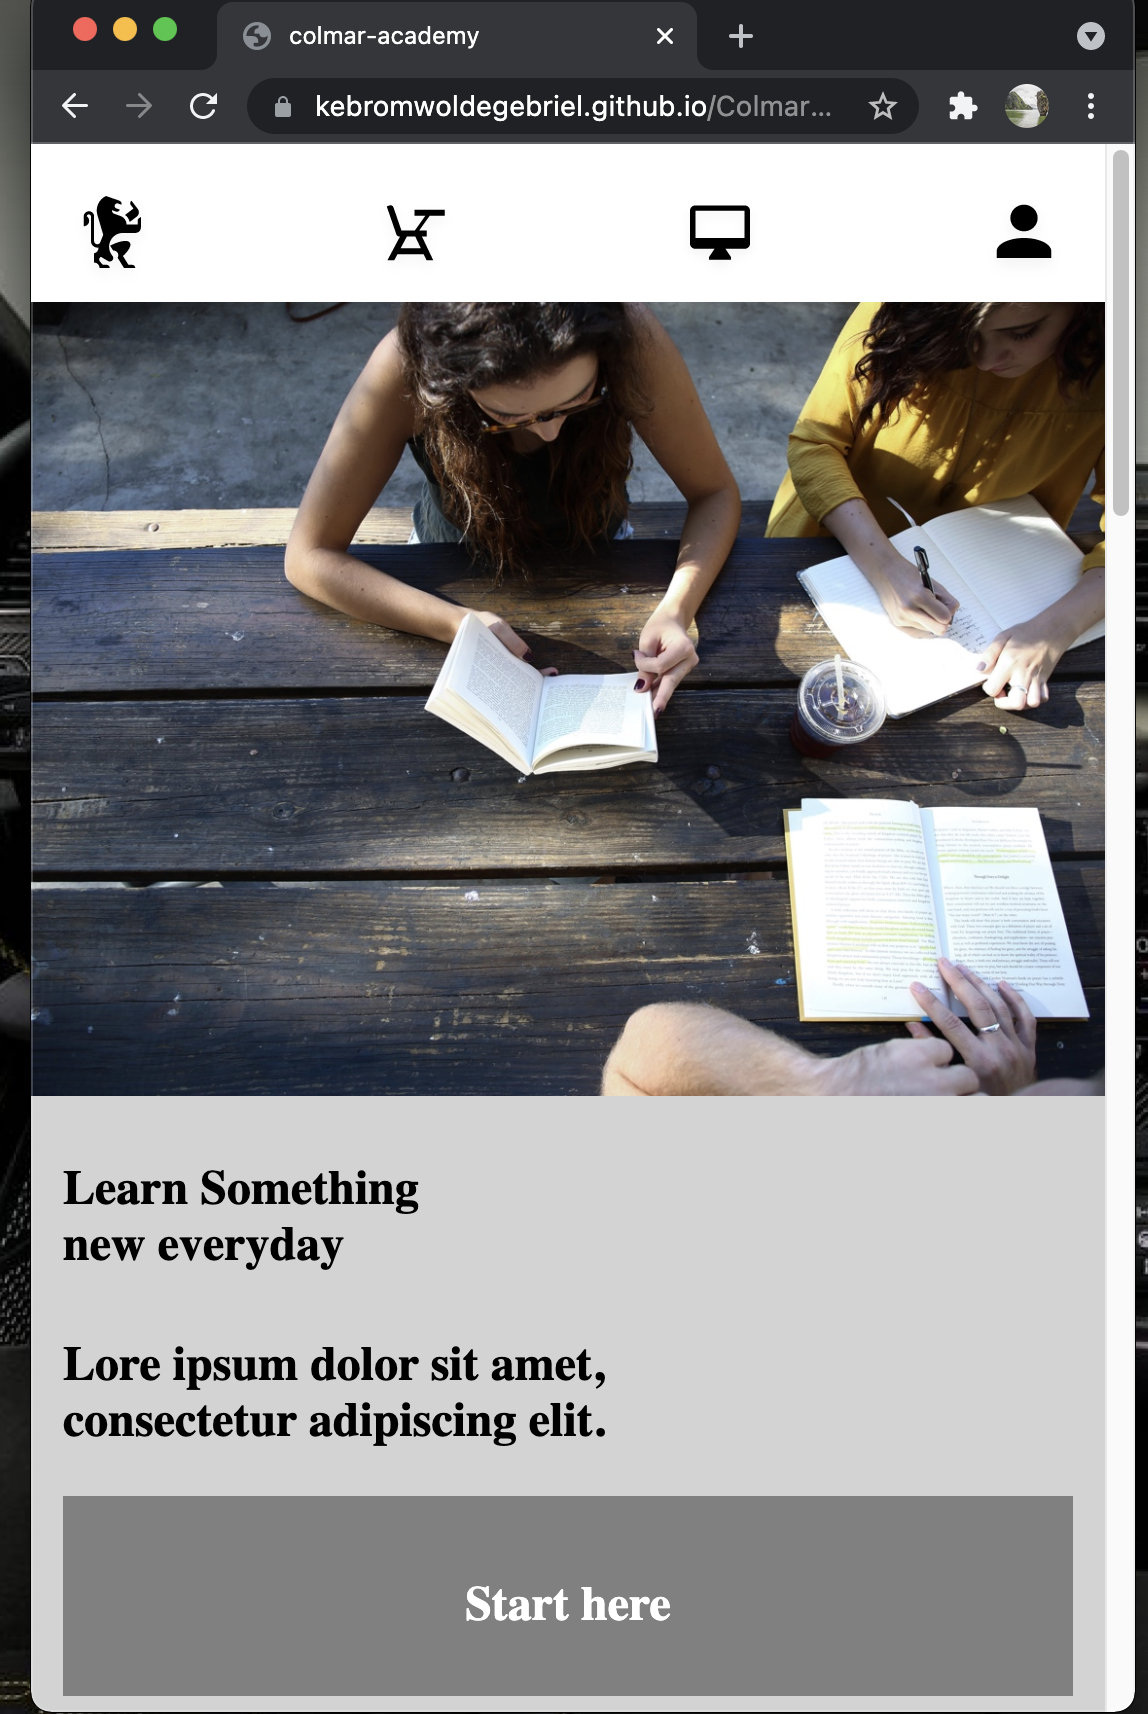 colmar-academy
kebromwoldegebriel.github.io/Colmar...
Learn Something
new everyday
Lore ipsum dolor sit amet,
consectetur adipiscing elit.
Start here